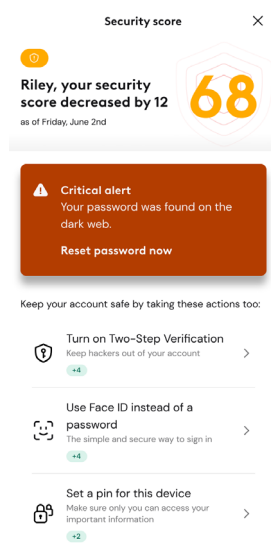 Security score
Riley, your security
score decreased by 12
as of Friday, June 2nd
68
Critical alert
Your password was found on the
dark web.
Reset password now
Keep your account safe by taking these actions too:
Turn on Two-Step Verification
Keep hackers out of your account
+4
Use Face ID instead of a
password
The simple and secure way to sign in
+4
Set a pin for this device
Make sure only you can access your
important information
+2